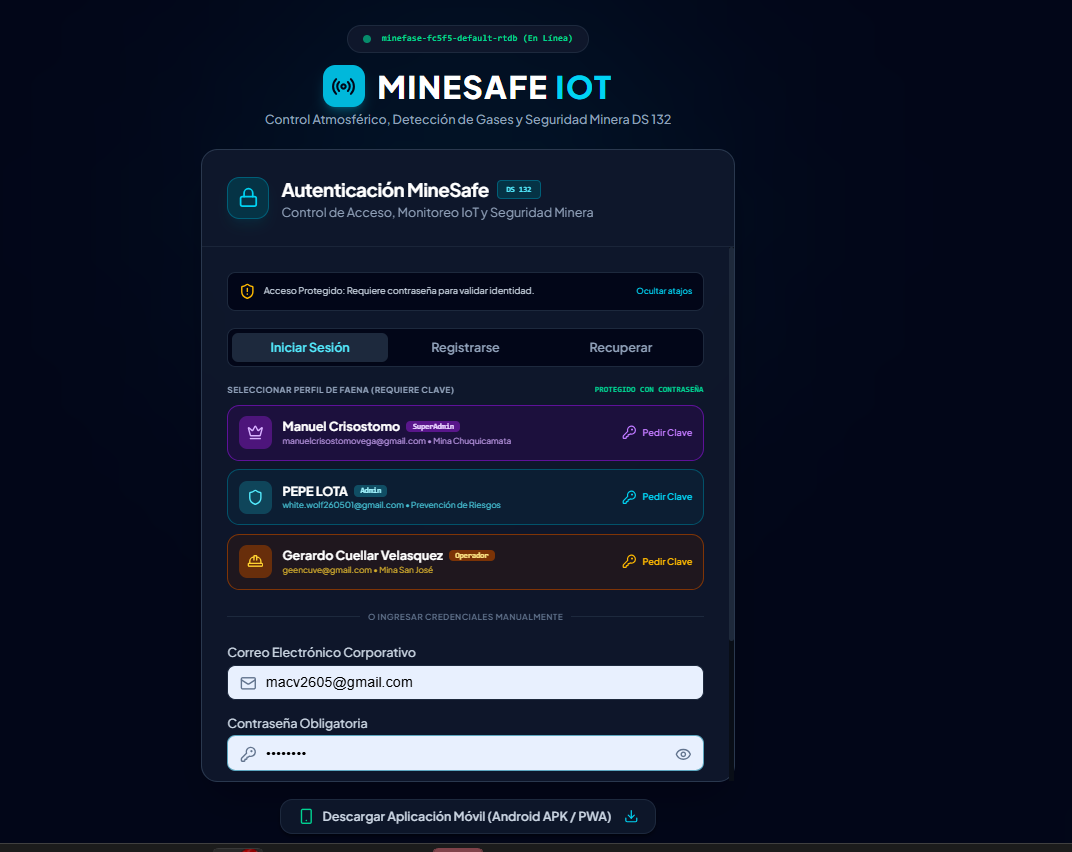 minefase-fc5f5-default-rtdb (En Línea)
MINESAFE IOT
Control Atmosférico, Detección de Gases y Seguridad Minera DS 132
Autenticación MineSafe DS 132
Control de Acceso, Monitoreo IoT y Seguridad Minera
Acceso Protegido: Requiere contraseña para validar identidad. Ocultar atajos
Iniciar Sesión Registrarse Recuperar
SELECCIONAR PERFIL DE FAENA (REQUIERE CLAVE) PROTEGIDO CON CONTRASEÑA
Manuel Crisostomo SuperAdmin
manuelcrisostomovega@gmail.com • Mina Chuquicamata
Pedir Clave
PEPE LOTA Admin
white.wolf260501@gmail.com • Prevención de Riesgos
Pedir Clave
Gerardo Cuellar Velasquez Operador
geencuve@gmail.com • Mina San José
Pedir Clave
O INGRESAR CREDENCIALES MANUALMENTE
Correo Electrónico Corporativo
macv2605@gmail.com
Contraseña Obligatoria
••••••••
Descargar Aplicación Móvil (Android APK / PWA)